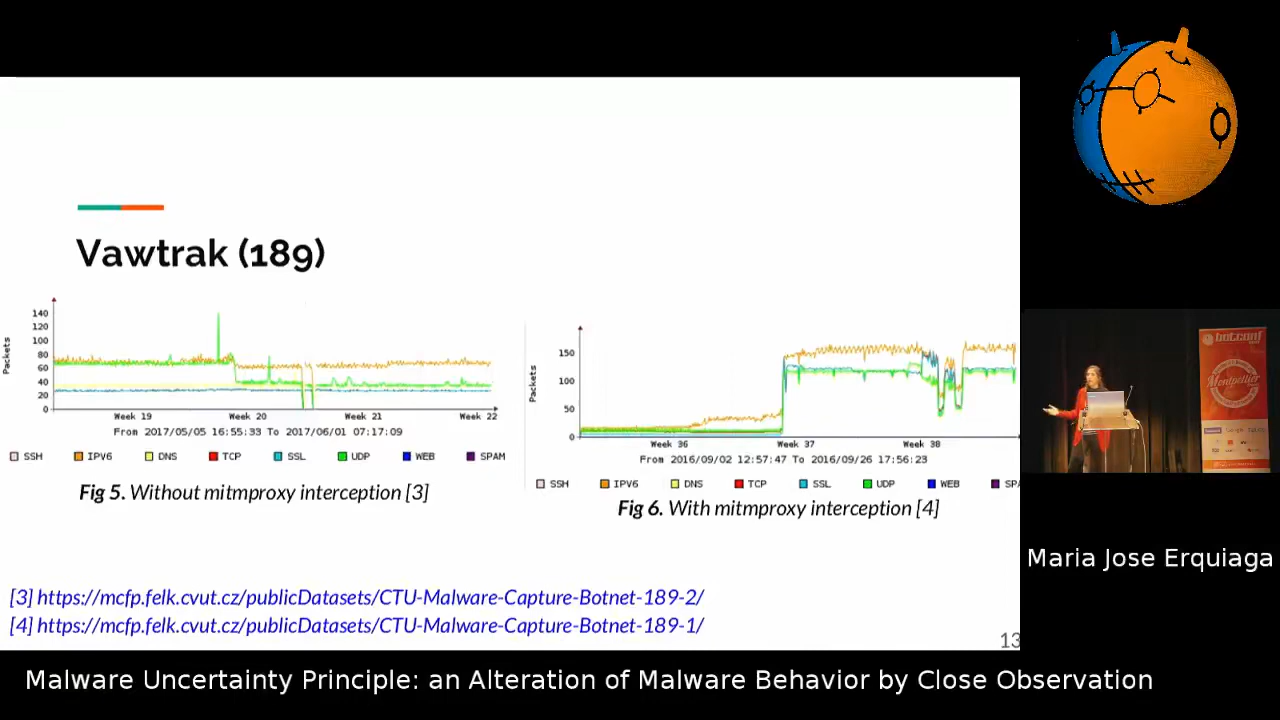 Vawtrak (189)
Packets
140
120
100
80
60
40
20
0
Week 19 Week 20 Week 21 Week 22
From 2017/05/05 16:55:33 To 2017/06/01 07:17:09
SSH IPV6 DNS TCP SSL UDP WEB SPAM
Fig 5. Without mitmproxy interception [3]
Packets
150
100
50
0
Week 36 Week 37 Week 38
From 2016/09/02 12:57:47 To 2016/09/26 17:56:23
SSH IPV6 DNS TCP SSL UDP WEB SPA
Fig 6. With mitmproxy interception [4]
[3] https://mcfp.felk.cvut.cz/publicDatasets/CTU-Malware-Capture-Botnet-189-2/
[4] https://mcfp.felk.cvut.cz/publicDatasets/CTU-Malware-Capture-Botnet-189-1/
13
botconf
Montpellier
Maria Jose Erquiaga
Malware Uncertainty Principle: an Alteration of Malware Behavior by Close Observation